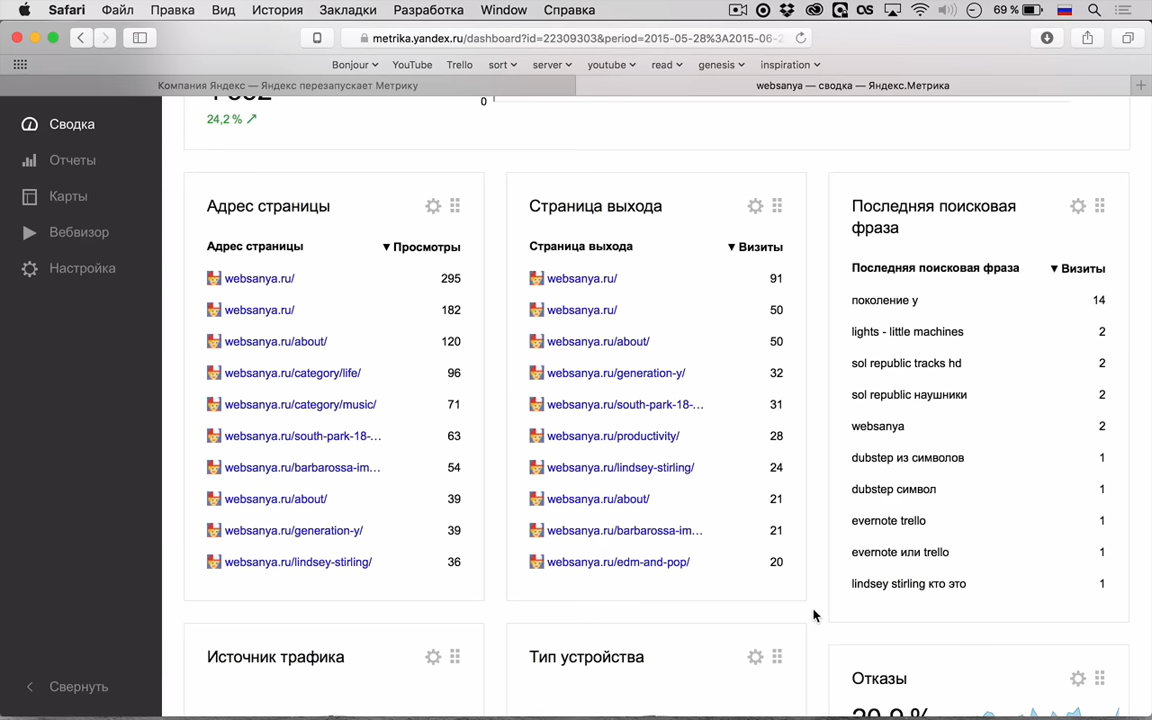 Safari Файл Правка Вид История Закладки Разработка Window Справка 69 %
metrika.yandex.ru/dashboard?id=22309303&period=2015-05-28%3A2015-06-2
Bonjour YouTube Trello sort server youtube read genesis inspiration
Компания Яндекс — Яндекс перезапускает Метрику
websanya — сводка — Яндекс.Метрика
Сводка
Отчеты
Карты
Вебвизор
Настройка
Свернуть
0
24,2 %
Адрес страницы
Адрес страницы ▼ Просмотры
websanya.ru/ 295
websanya.ru/ 182
websanya.ru/about/ 120
websanya.ru/category/life/ 96
websanya.ru/category/music/ 71
websanya.ru/south-park-18-... 63
websanya.ru/barbarossa-im... 54
websanya.ru/about/ 39
websanya.ru/generation-y/ 39
websanya.ru/lindsey-stirling/ 36
Страница выхода
Страница выхода ▼ Визиты
websanya.ru/ 91
websanya.ru/ 50
websanya.ru/about/ 50
websanya.ru/generation-y/ 32
websanya.ru/south-park-18-... 31
websanya.ru/productivity/ 28
websanya.ru/lindsey-stirling/ 24
websanya.ru/about/ 21
websanya.ru/barbarossa-im... 21
websanya.ru/edm-and-pop/ 20
Последняя поисковая
фраза
Последняя поисковая фраза ▼ Визиты
поколение y 14
lights - little machines 2
sol republic tracks hd 2
sol republic наушники 2
websanya 2
dubstep из символов 1
dubstep символ 1
evernote trello 1
evernote или trello 1
lindsey stirling кто это 1
Источник трафика
Тип устройства
Отказы